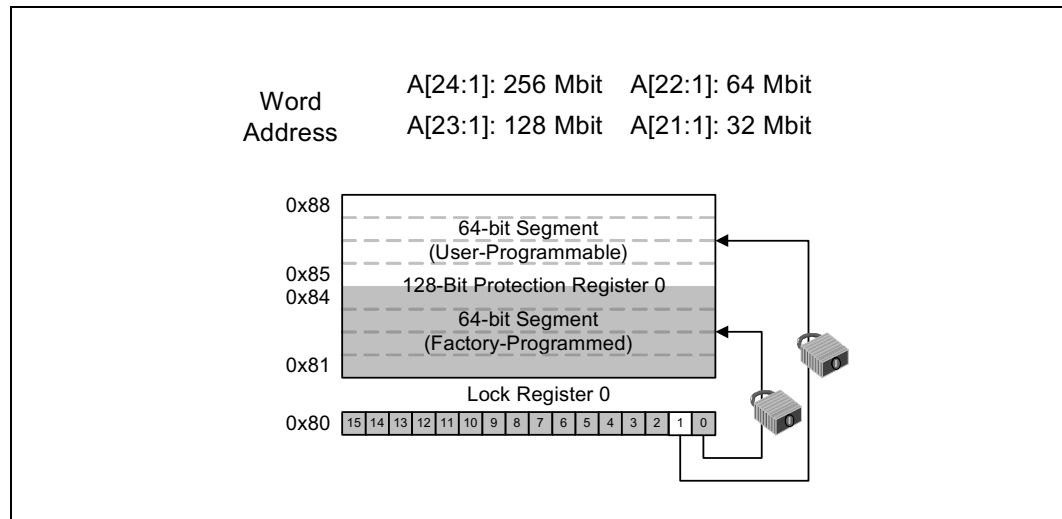 Word
Address
A[24:1]: 256 Mbit A[22:1]: 64 Mbit
A[23:1]: 128 Mbit A[21:1]: 32 Mbit
0x88
64-bit Segment
(User-Programmable)
0x85
128-Bit Protection Register 0
0x84
64-bit Segment
(Factory-Programmed)
0x81
Lock Register 0
0x80 15 14 13 12 11 10 9 8 7 6 5 4 3 2 1 0